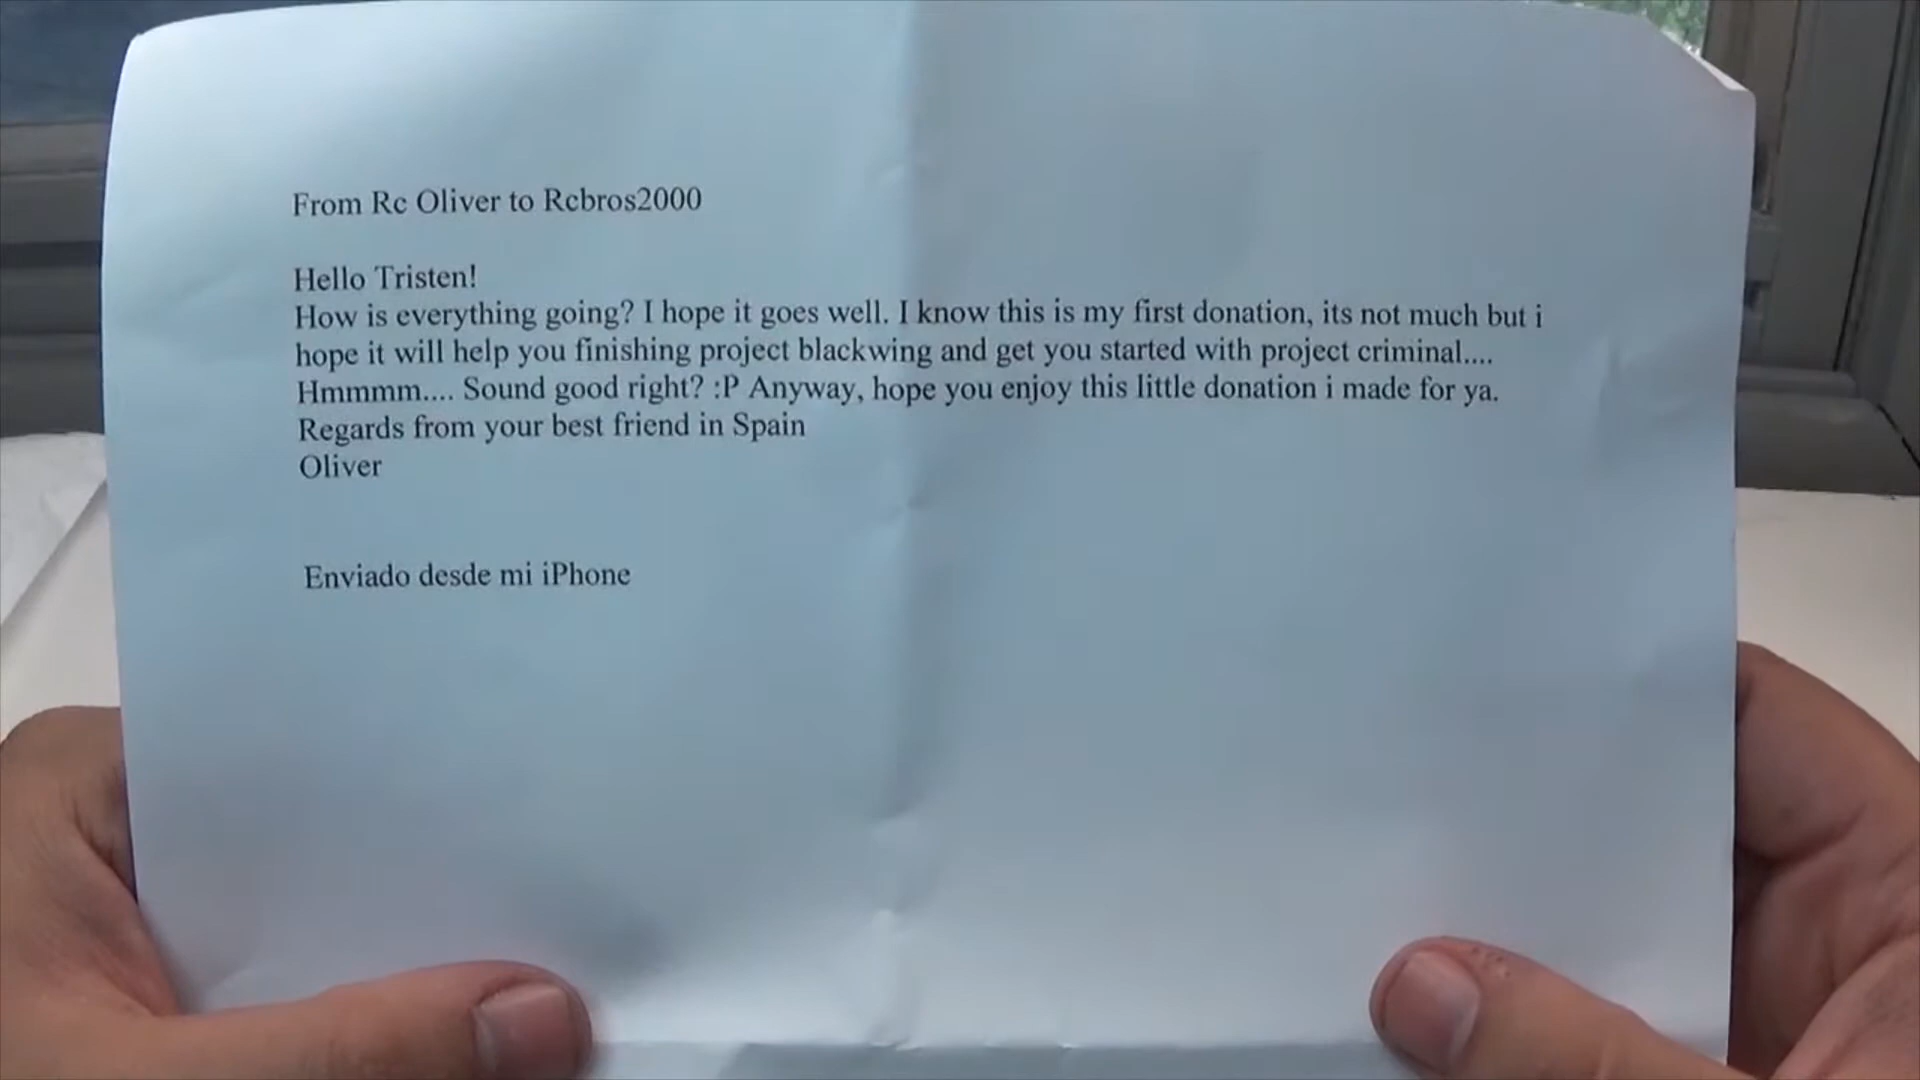 From Rc Oliver to Rcbros2000
Hello Tristen!
How is everything going? I hope it goes well. I know this is my first donation, its not much but i
hope it will help you finishing project blackwing and get you started with project criminal....
Hmmmm.... Sound good right? :P Anyway, hope you enjoy this little donation i made for ya.
Regards from your best friend in Spain
Oliver
Enviado desde mi iPhone